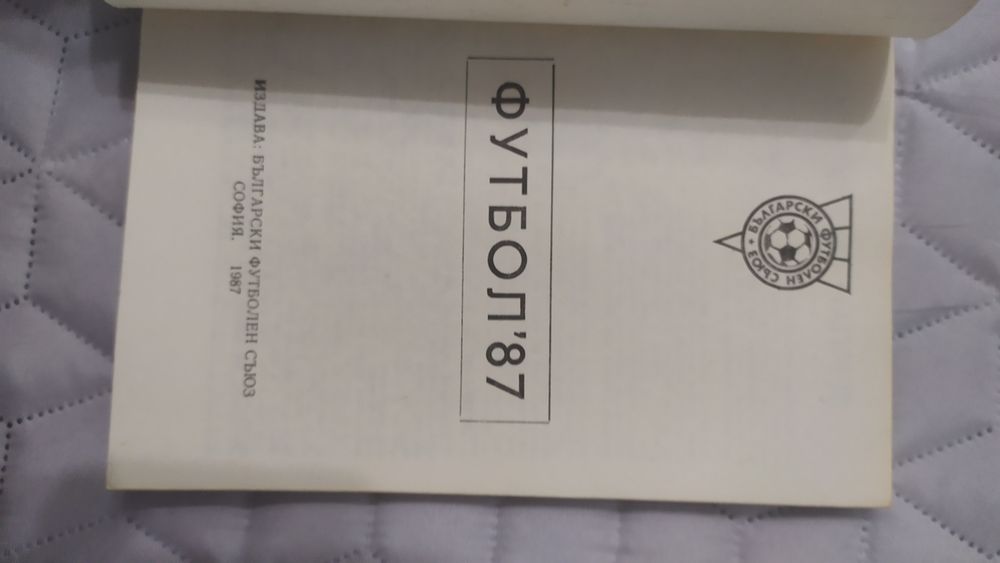 БЪЛГАРСКИ ФУТБОЛЕН СЪЮЗ
ФУТБОЛ'87
ИЗДАВА: БЪЛГАРСКИ ФУТБОЛЕН СЪЮЗ
СОФИЯ. 1987